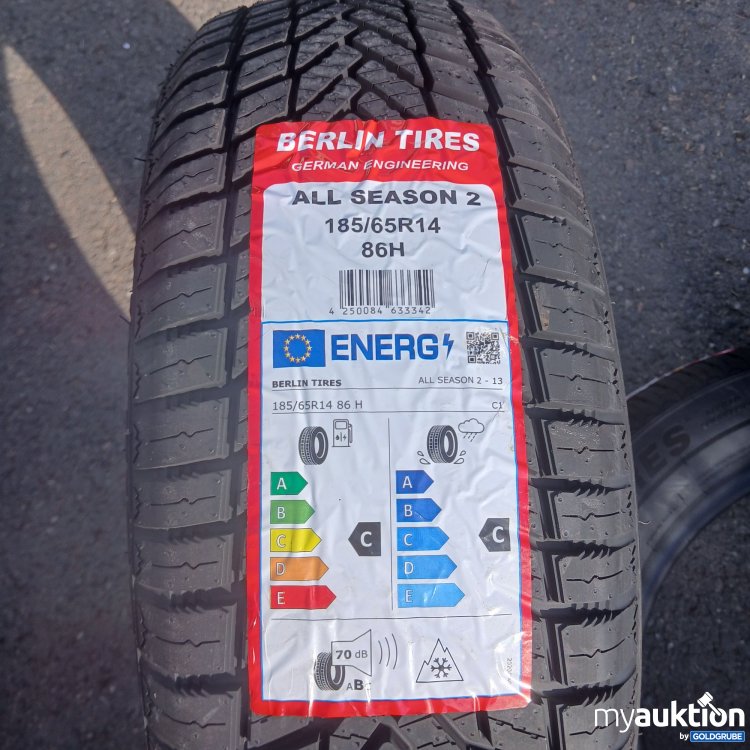 BERLIN TIRES
GERMAN ENGINEERING
ALL SEASON 2
185/65R14
86H
4 250084 633342
ENERG
BERLIN TIRES ALL SEASON 2 - 13
185/65R14 86 H C1
A A
B B
C C C C
D D
E E
70 dB
ABC
myauktion
by GOLDGRUBE